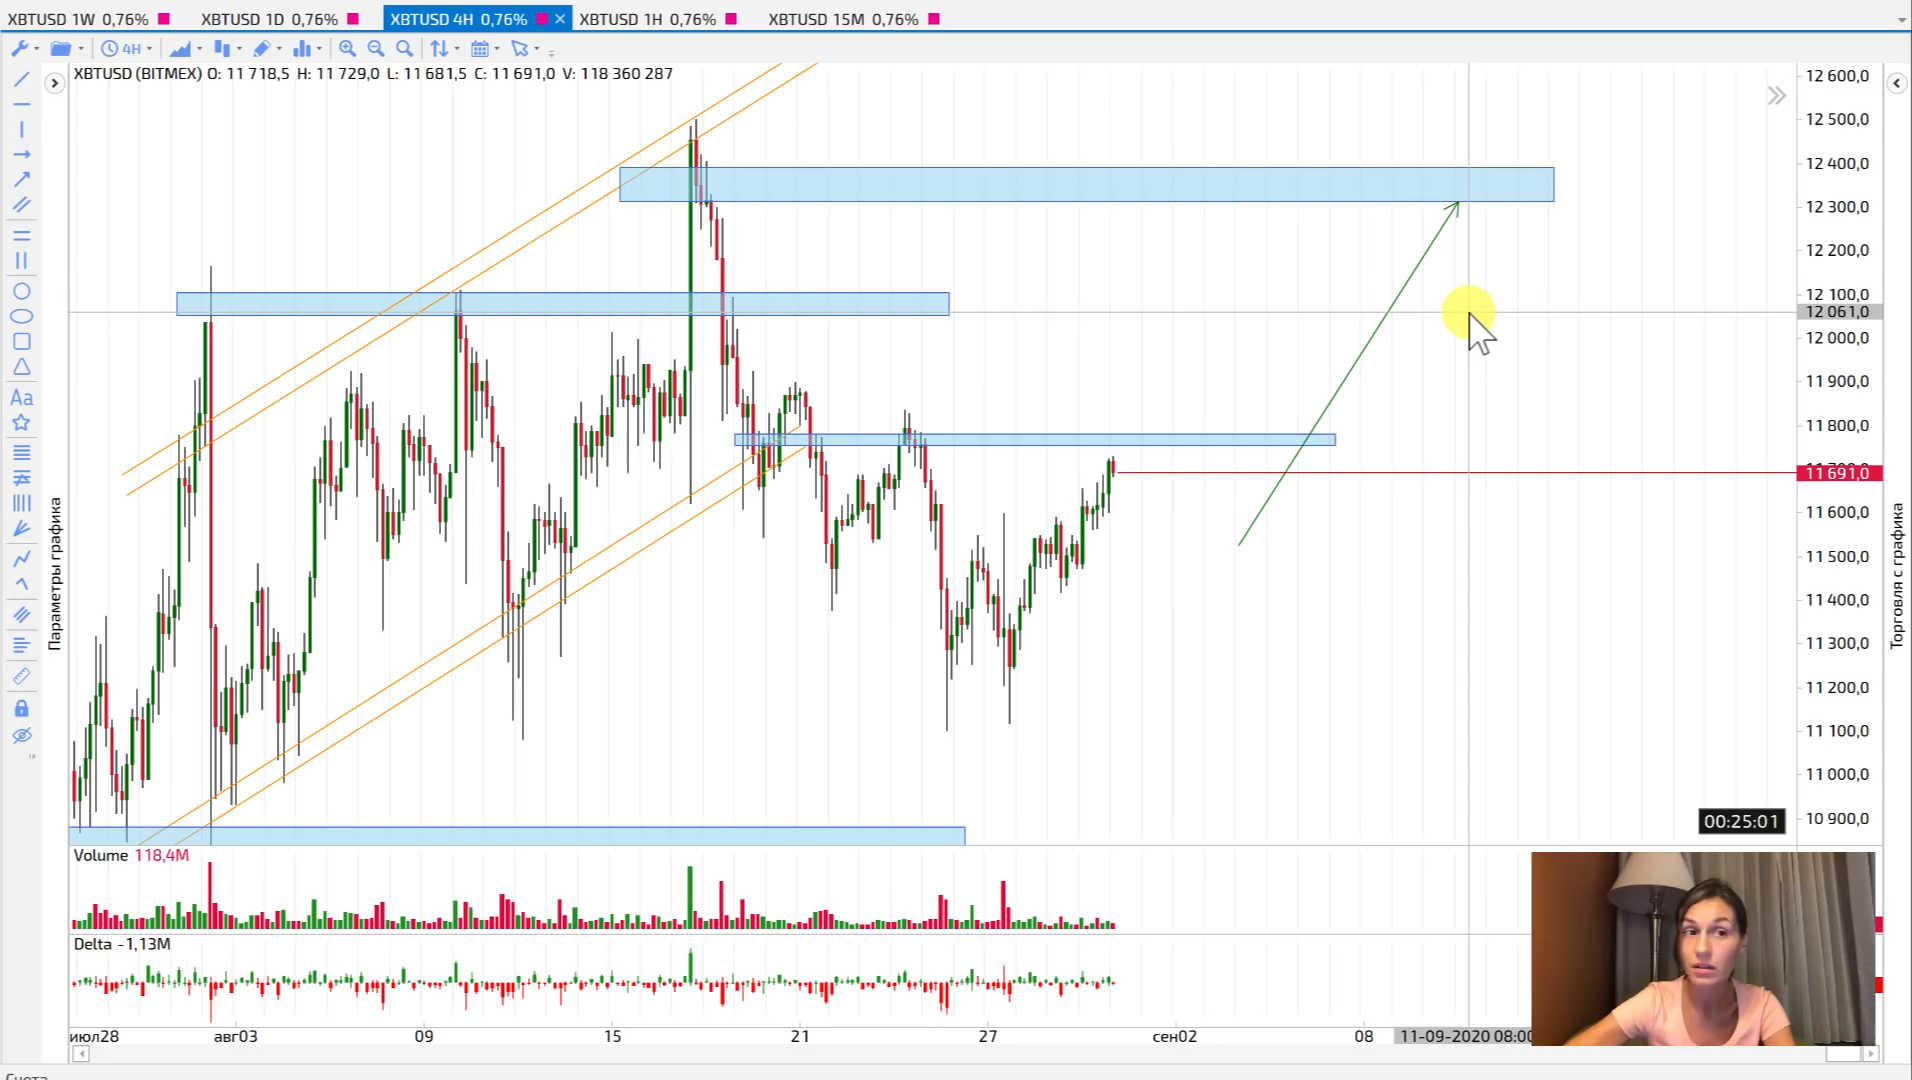 XBTUSD 1W 0,76% XBTUSD 1D 0,76% XBTUSD 4H 0,76% XBTUSD 1H 0,76% XBTUSD 15M 0,76%
4H
XBTUSD (BITMEX) O: 11 718,5 H: 11 729,0 L: 11 681,5 C: 11 691,0 V: 118 360 287
12 600,0
12 500,0
12 400,0
12 300,0
12 200,0
12 100,0
12 061,0
12 000,0
11 900,0
11 800,0
11 691,0
11 600,0
11 500,0
11 400,0
11 300,0
11 200,0
11 100,0
11 000,0
10 900,0
Aa
Параметры графика
Торговля с графика
00:25:01
Volume 118,4M
Delta -1,13M
июл28 авг03 09 15 21 27 сен02 08 11-09-2020 08:00